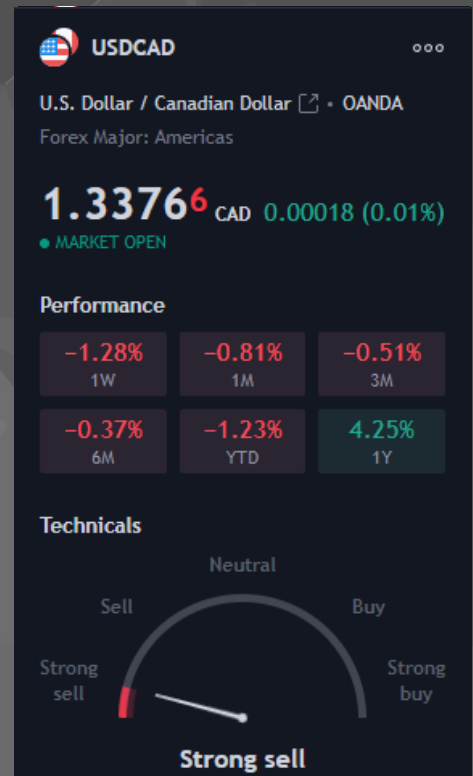 USDCAD
U.S. Dollar / Canadian Dollar • OANDA
Forex Major: Americas
1.33766 CAD 0.00018 (0.01%)
MARKET OPEN
Performance
−1.28% −0.81% −0.51%
1W 1M 3M
−0.37% −1.23% 4.25%
6M YTD 1Y
Technicals
Neutral
Sell Buy
Strong sell Strong buy
Strong sell